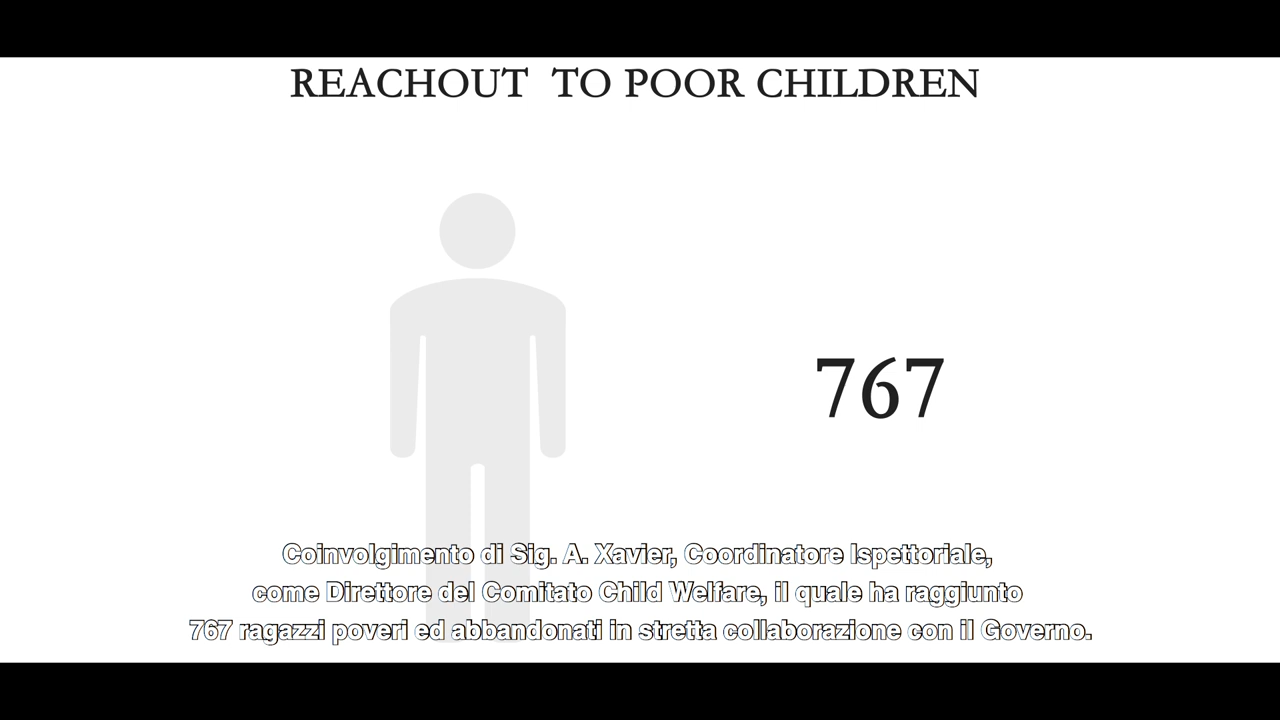 REACHOUT TO POOR CHILDREN
767
Coinvolgimento di Sig. A. Xavier, Coordinatore Ispettoriale,
come Direttore del Comitato Child Welfare, il quale ha raggiunto
767 ragazzi poveri ed abbandonati in stretta collaborazione con il Governo.